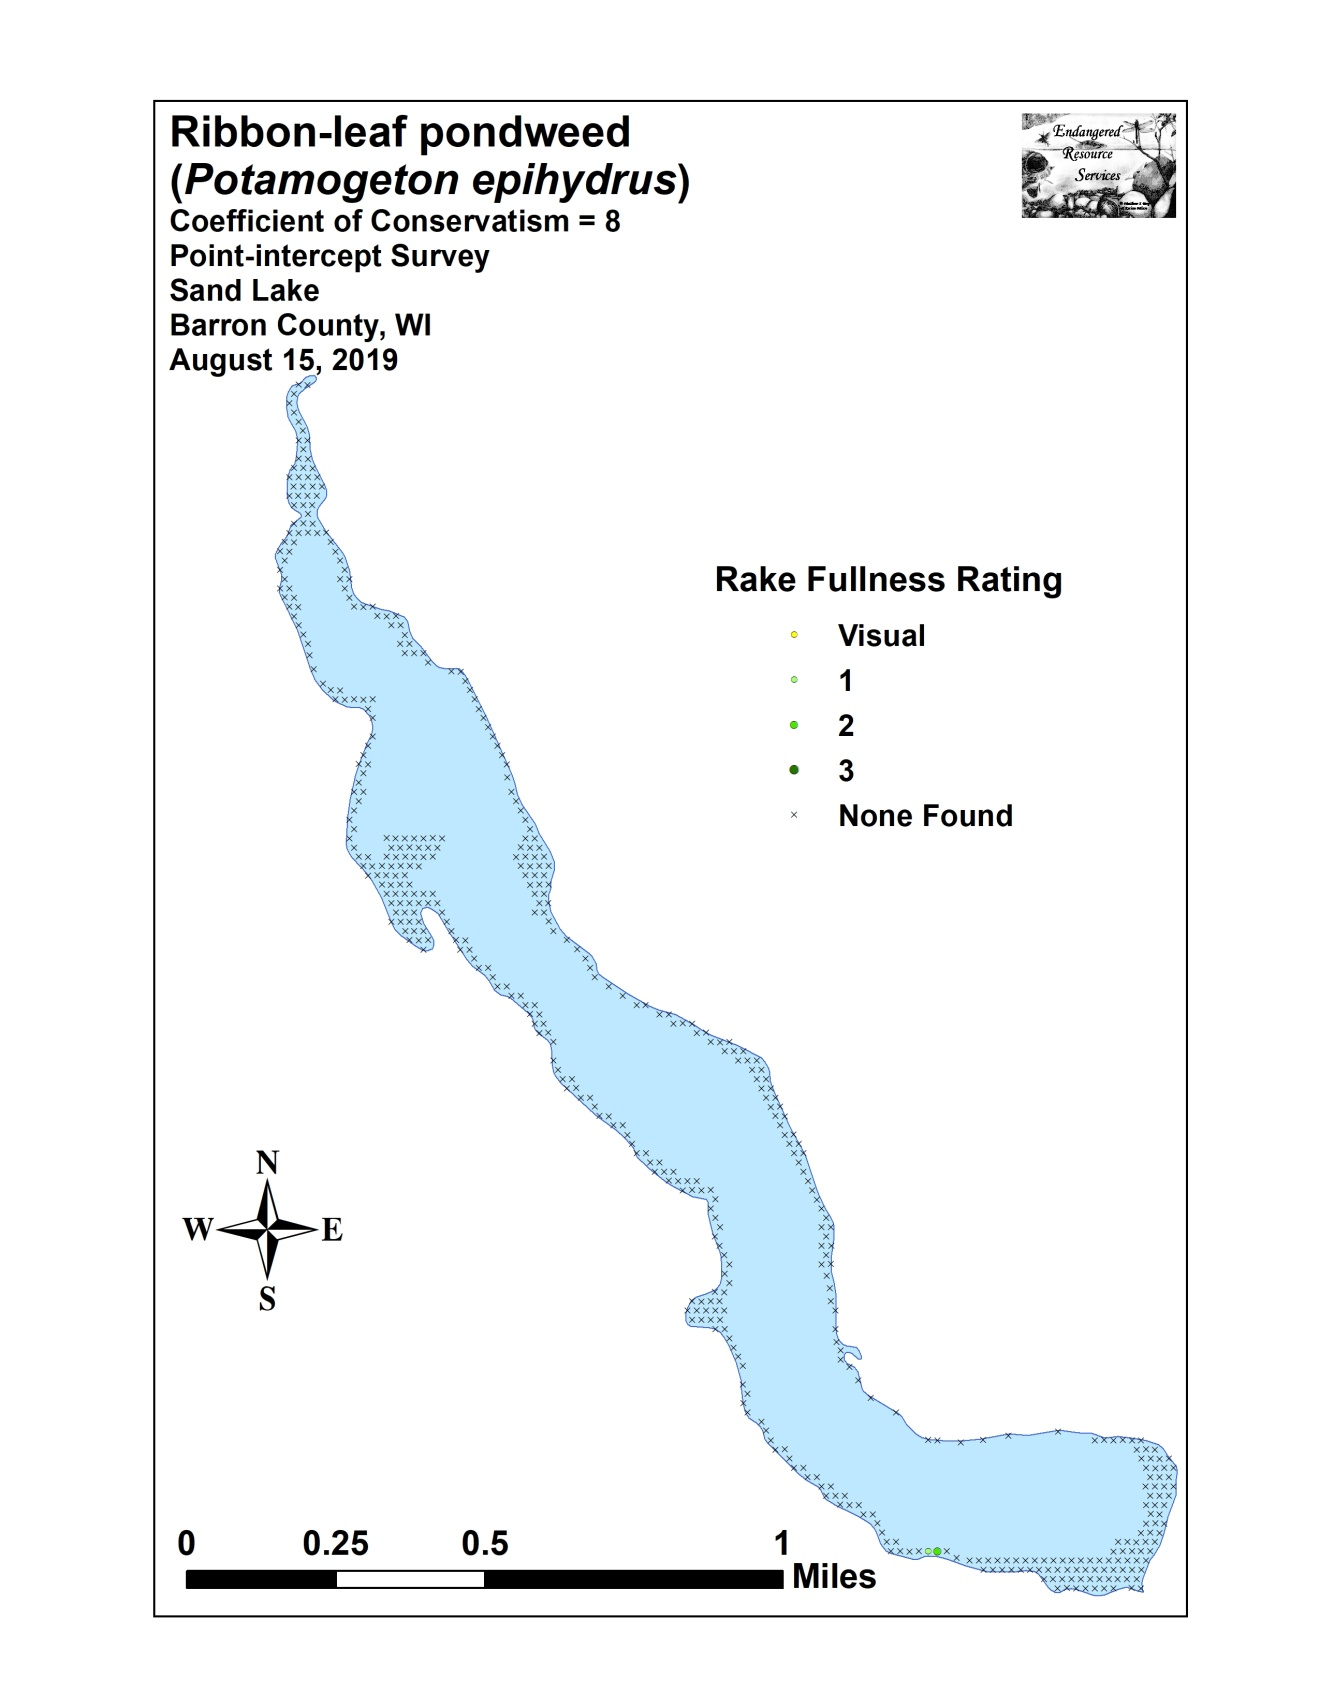 Ribbon-leaf pondweed
(Potamogeton epihydrus)
Coefficient of Conservatism = 8
Point-intercept Survey
Sand Lake
Barron County, WI
August 15, 2019
Endangered
Resource
Services
Rake Fullness Rating
Visual
1
2
3
None Found
N
W E
S
0 0.25 0.5 1
Miles